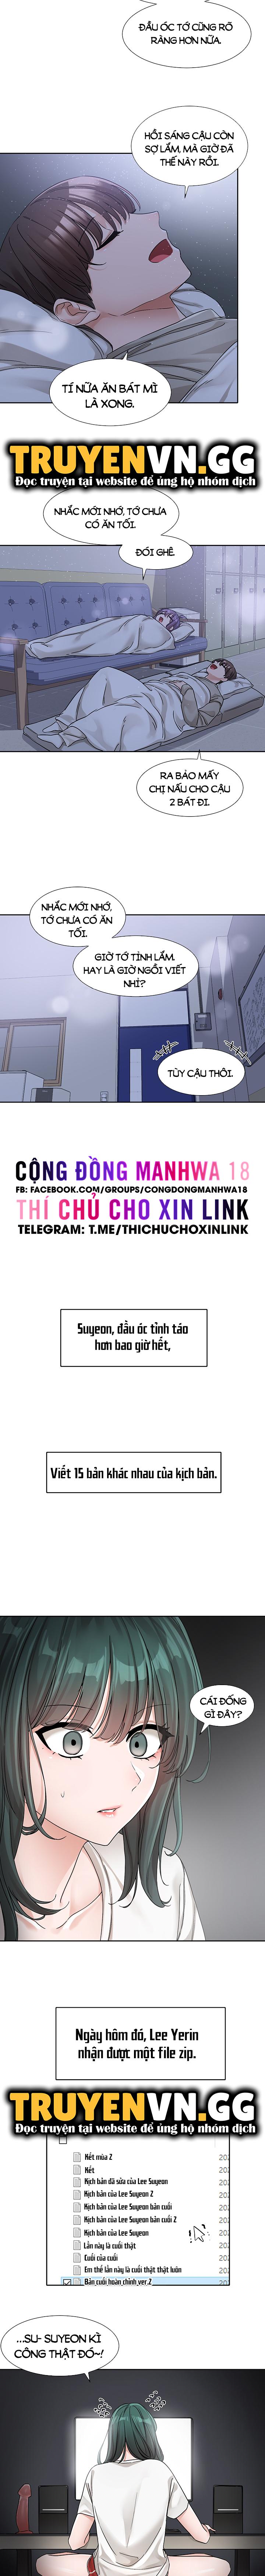 ĐẦU ÓC TỚ CŨNG RÕ
RÀNG HƠN NỮA.
HỒI SÁNG CẬU CÒN
SỢ LẮM, MÀ GIỜ ĐÃ
THẾ NÀY RỒI.
TÍ NỮA ĂN BÁT MÌ
LÀ XONG.
TRUYENVN.GG
Đọc truyện tại website để ủng hộ nhóm dịch
NHẮC MỚI NHỚ, TỚ CHƯA
CÓ ĂN TỐI.
ĐÓI GHÊ.
RA BẢO MẤY
CHỊ NẤU CHO CẬU
2 BÁT ĐI.
NHẮC MỚI NHỚ,
TỚ CHƯA CÓ ĂN
TỐI.
GIỜ TỚ TỈNH LẮM.
HAY LÀ GIỜ NGỒI VIẾT
NHỈ?
TÙY CẬU THÔI.
CỘNG ĐỒNG MANHWA 18
FB: FACEBOOK.COM/GROUPS/CONGDONGMANHWA18
THÍ CHỦ CHO XIN LINK
TELEGRAM: T.ME/THICHUCHOXINLINK
Suyeon, đầu óc tỉnh táo
hơn bao giờ hết,
Viết 15 bản khác nhau của kịch bản.
CÁI ĐỐNG
GÌ ĐÂY?
Ngày hôm đó, Lee Yerin
nhận được một file zip.
TRUYENVN.GG
Đọc truyện tại website để ủng hộ nhóm dịch
Kết mùa 2
Kết
Kịch bản đã sửa của Lee Suyeon
Kịch bản của Lee Suyeon 2
Kịch bản của Lee Suyeon bản cuối
Kịch bản của Lee Suyeon bản cuối 2
Kịch bản của Lee Suyeon
Lần này là cuối thật
Cuối của cuối
Em thề lần này là cuối thật thật luôn
Bản cuối hoàn chỉnh ver.2
...SU- SUYEON KÌ
CÔNG THẬT ĐÓ~!